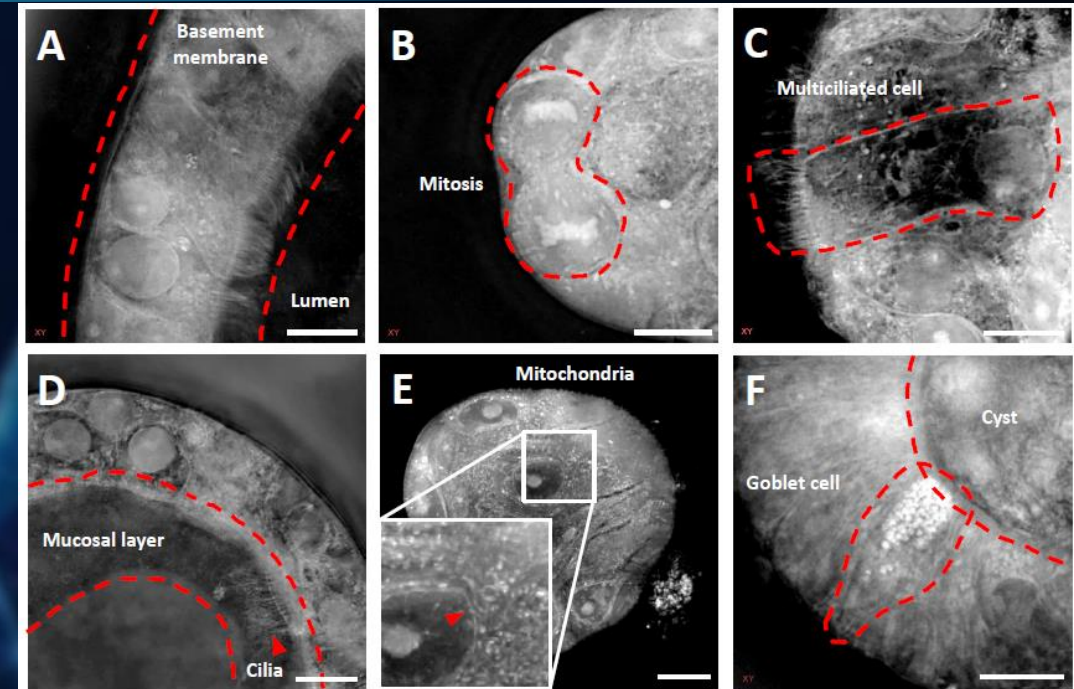 A
Basement
membrane
Lumen
XY
B
Mitosis
XY
C
Multiciliated cell
XY
D
Mucosal layer
Cilia
E
Mitochondria
F
Cyst
Goblet cell
XY